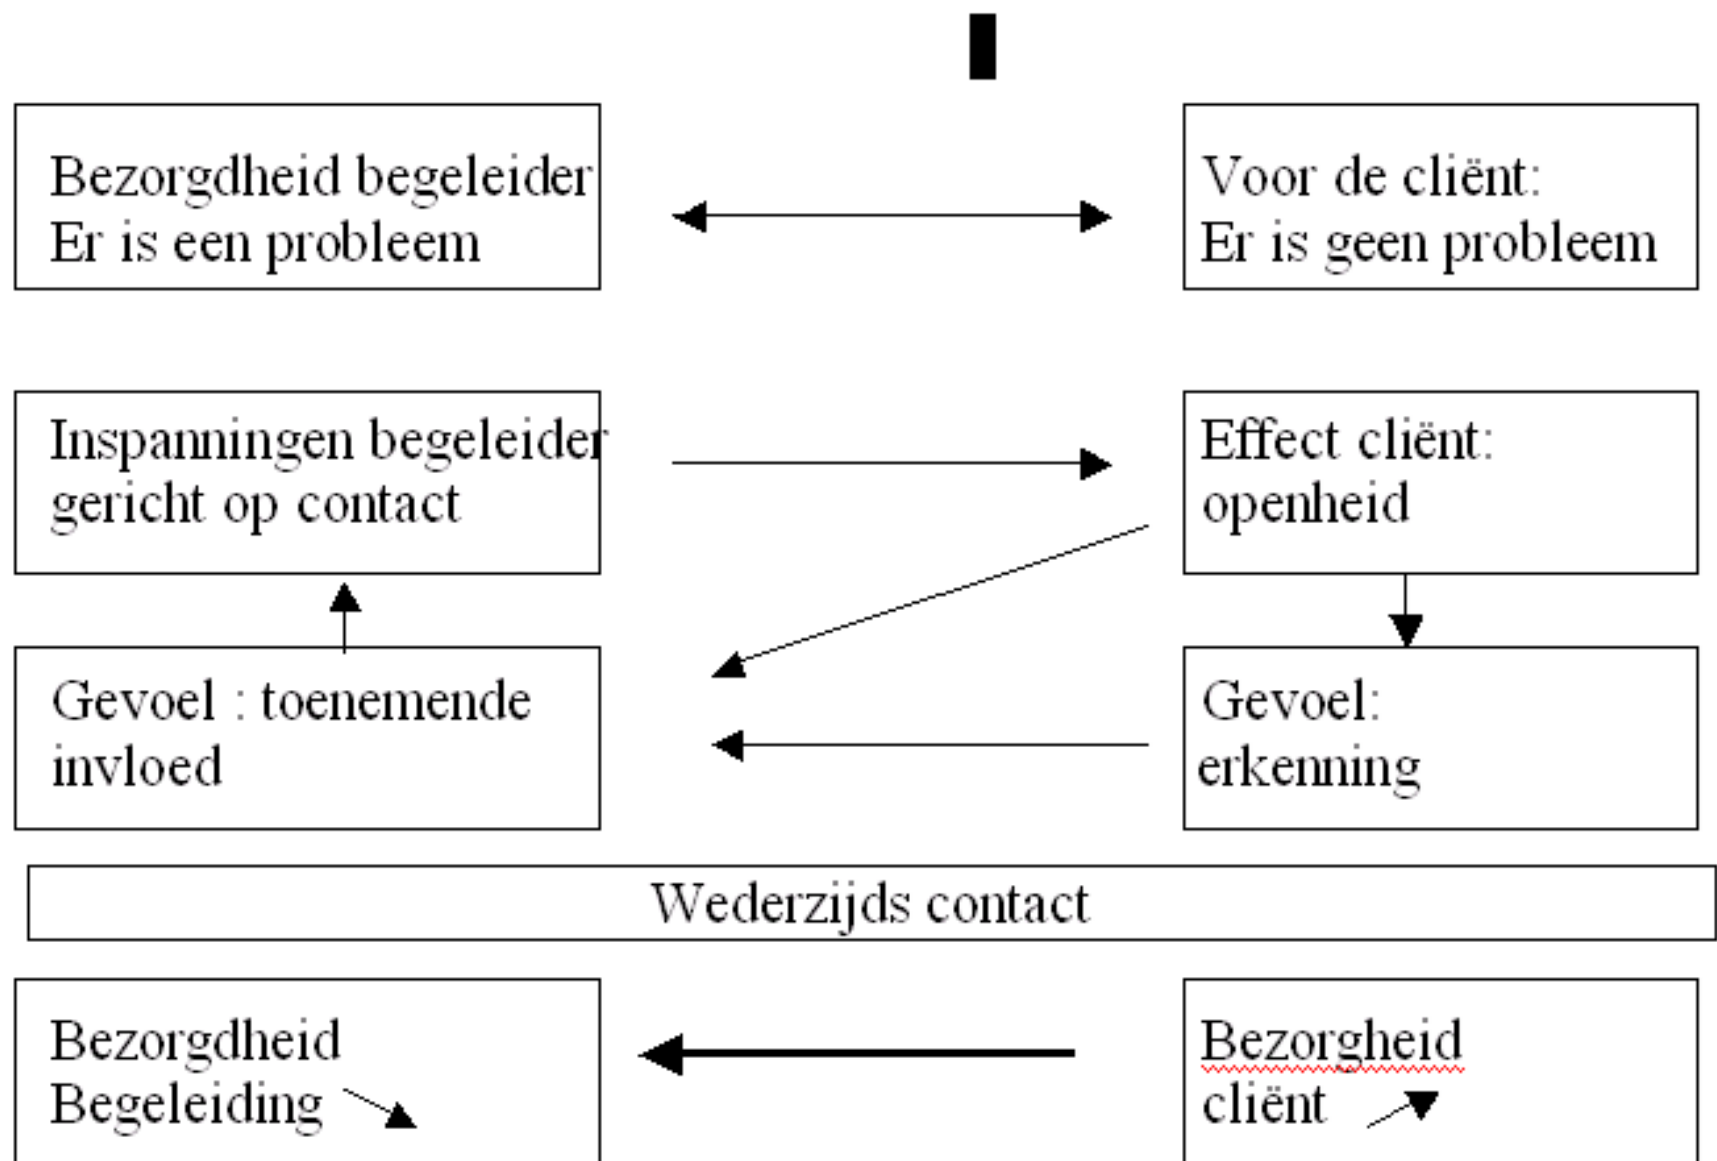 Bezorgdheid begeleider
Er is een probleem
Voor de cliënt:
Er is geen probleem
Inspanningen begeleider
gericht op contact
Effect cliënt:
openheid
Gevoel : toenemende
invloed
Gevoel:
erkenning
Wederzijds contact
Bezorgdheid
Begeleiding
Bezorgheid
cliënt